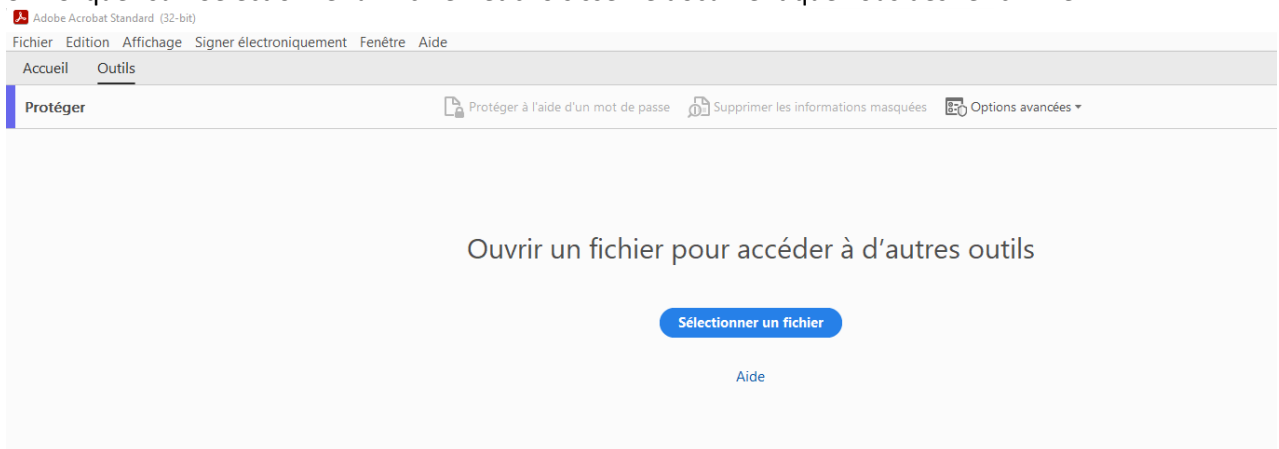 Adobe Acrobat Standard (32-bit)
Fichier Edition Affichage Signer électroniquement Fenêtre Aide
Accueil Outils
Protéger Protéger à l'aide d'un mot de passe Supprimer les informations masquées Options avancées
Ouvrir un fichier pour accéder à d'autres outils
Sélectionner un fichier
Aide